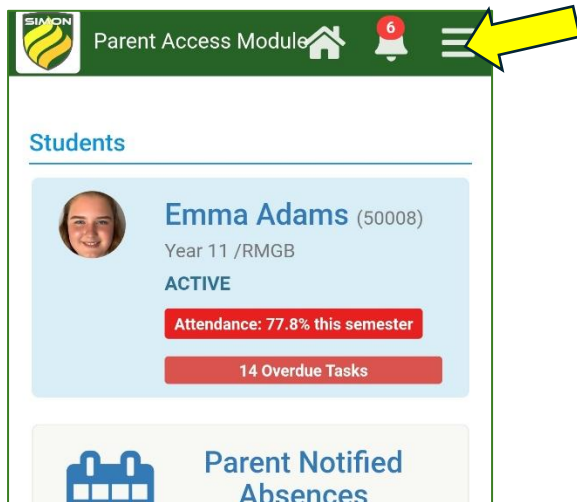 SIMON
Parent Access Module
6
Students
Emma Adams (50008)
Year 11 /RMGB
ACTIVE
Attendance: 77.8% this semester
14 Overdue Tasks
Parent Notified
Absences